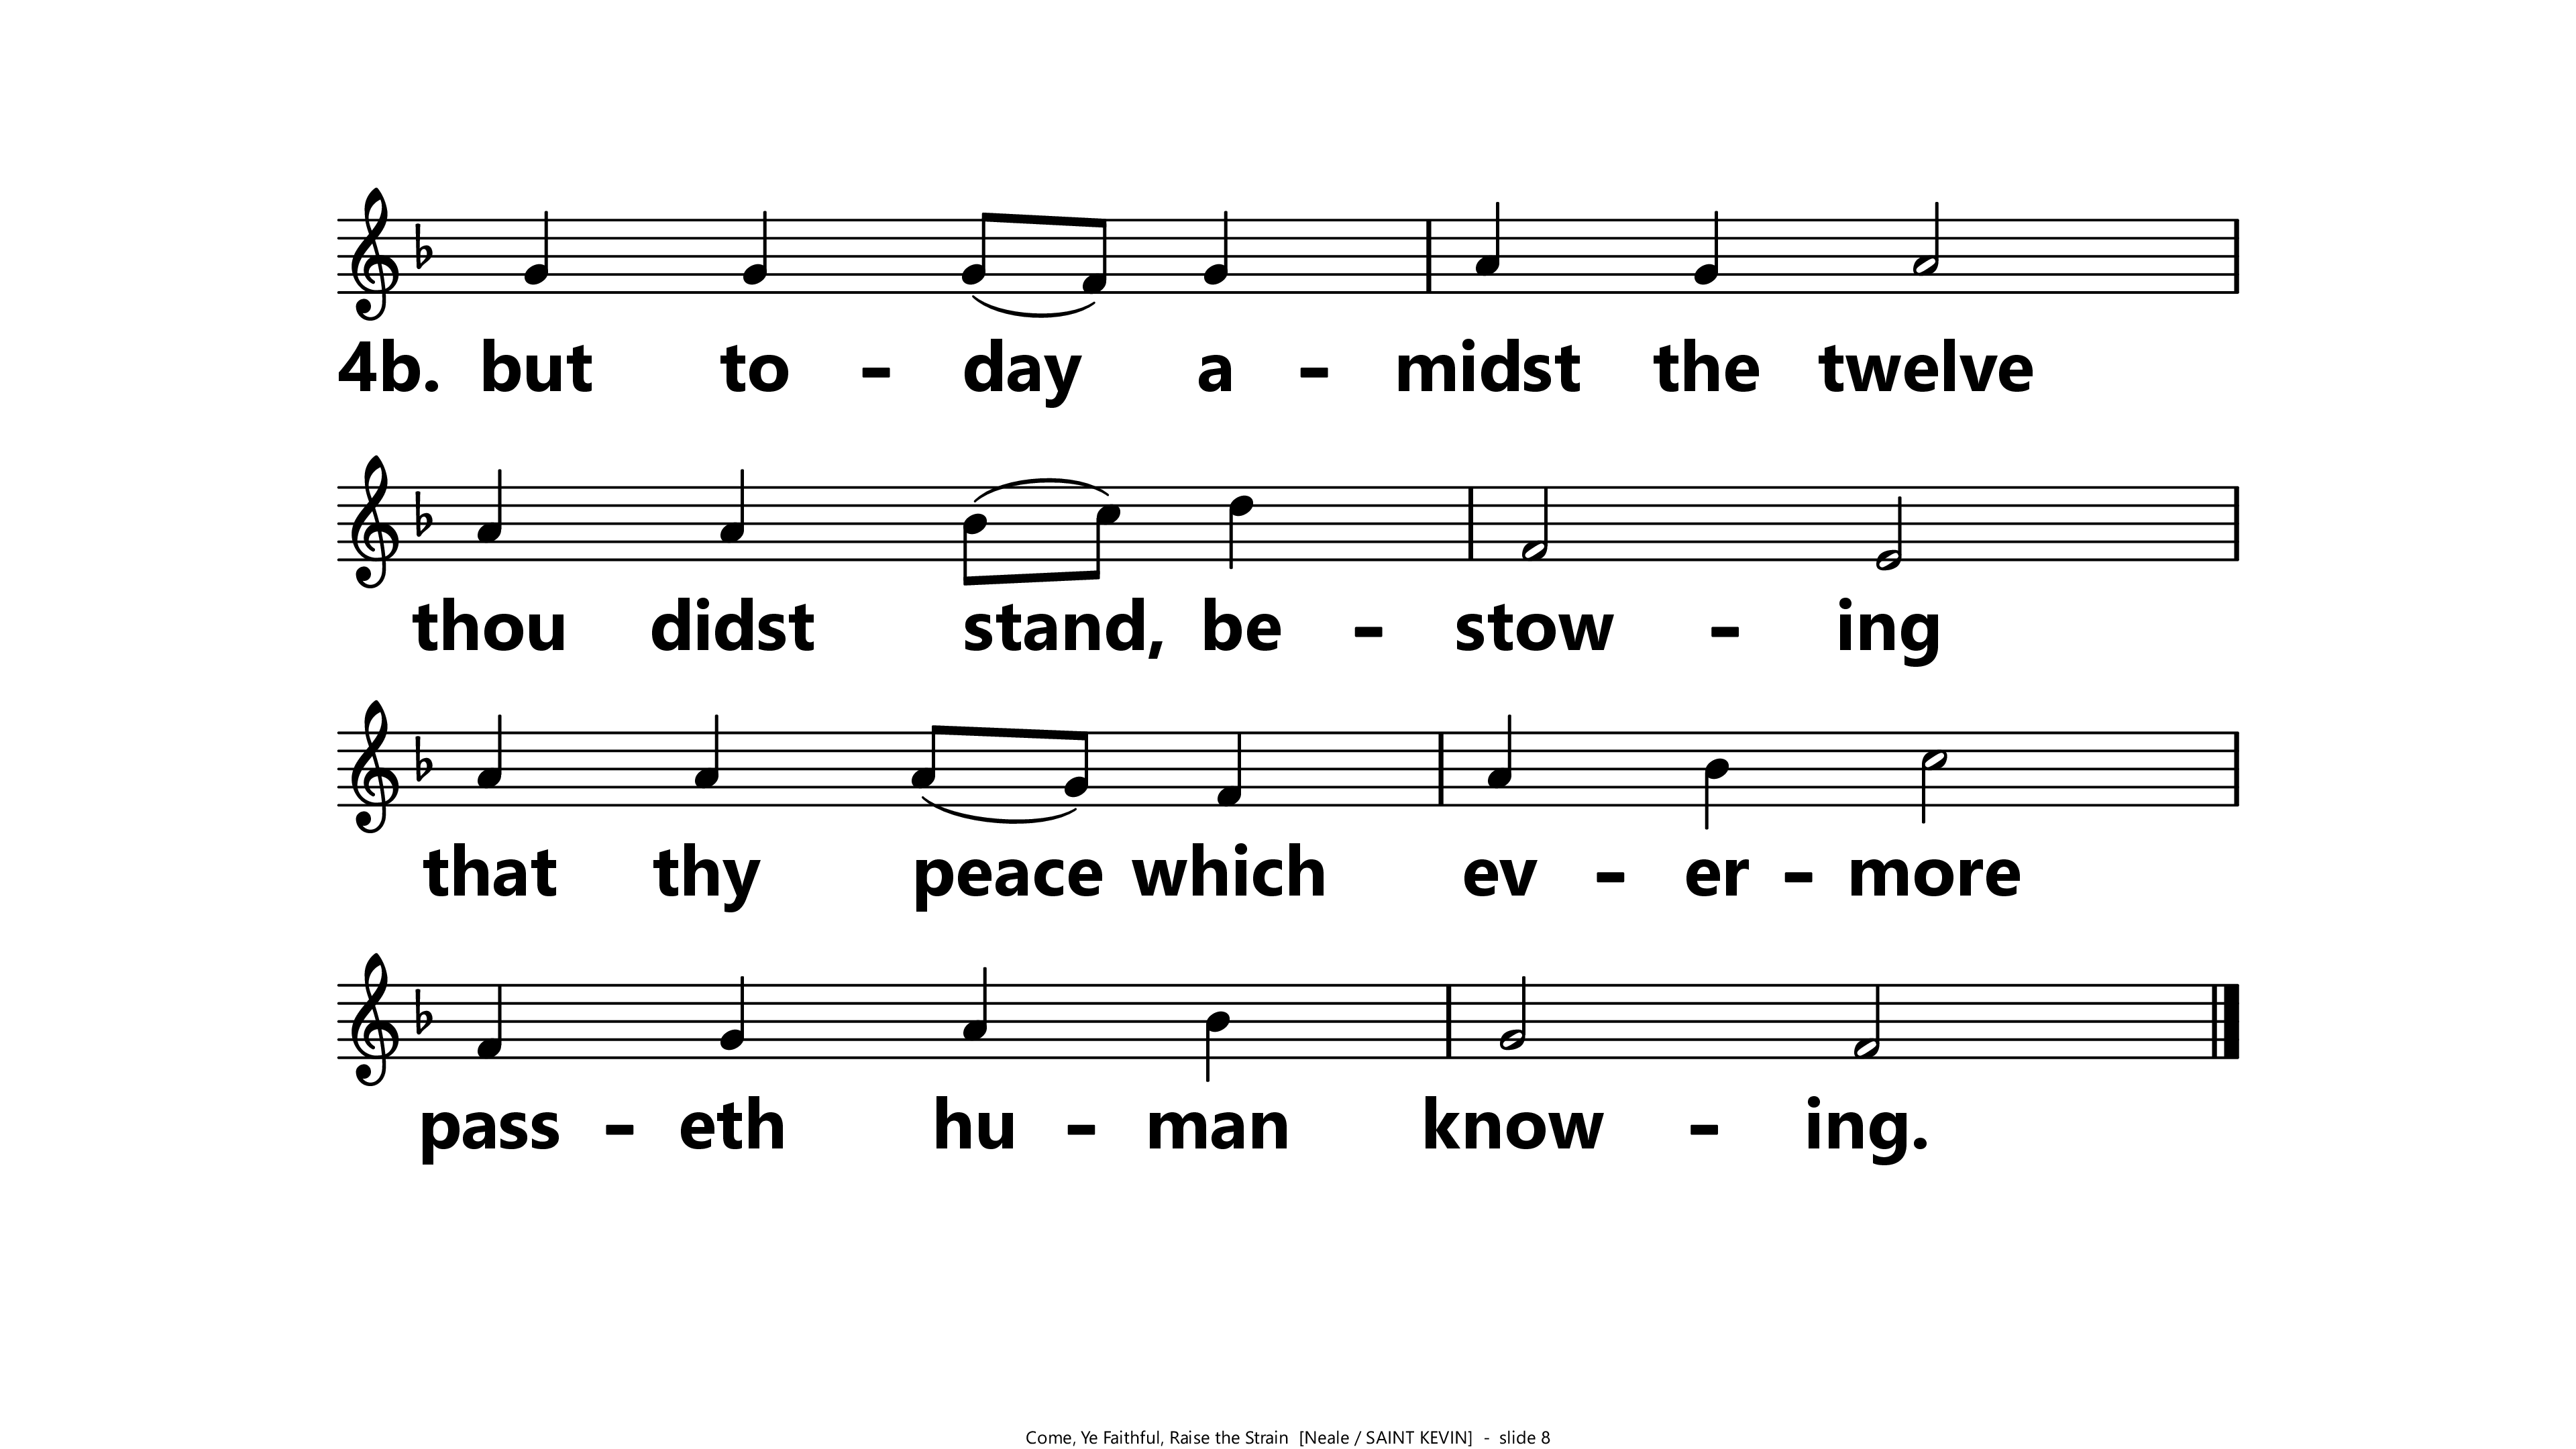 4b. but to - day a - midst the twelve
thou didst stand, be - stow - ing
that thy peace which ev - er - more
pass - eth hu - man know - ing.
Come, Ye Faithful, Raise the Strain [Neale / SAINT KEVIN] - slide 8